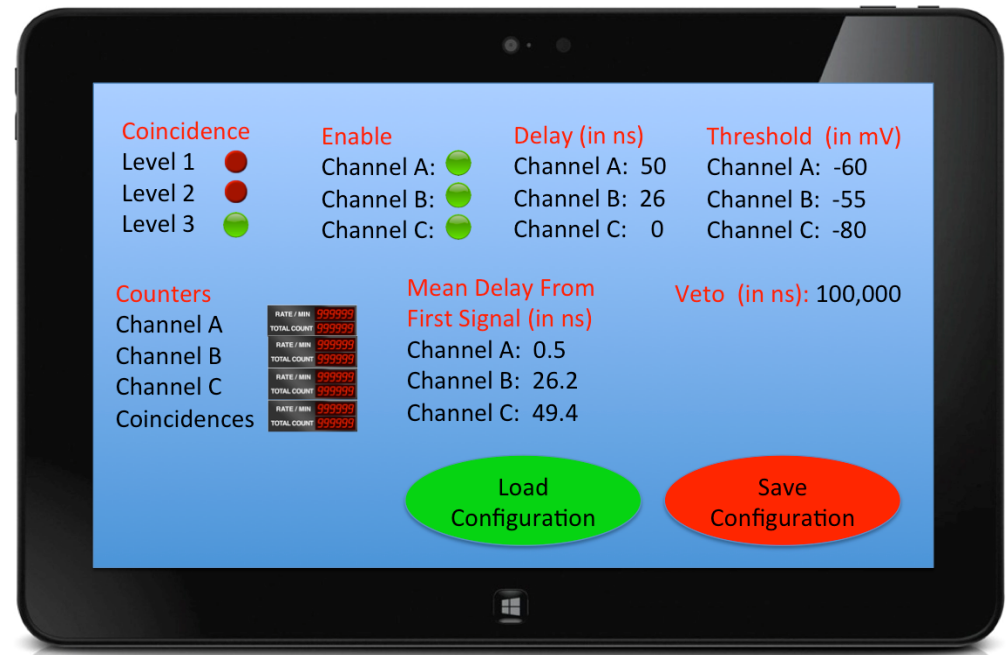 Coincidence
Level 1
Level 2
Level 3
Enable
Channel A:
Channel B:
Channel C:
Delay (in ns)
Channel A: 50
Channel B: 26
Channel C: 0
Threshold (in mV)
Channel A: -60
Channel B: -55
Channel C: -80
Counters
Channel A
RATE / MIN 999999
TOTAL COUNT 999999
Channel B
RATE / MIN 999999
TOTAL COUNT 999999
Channel C
RATE / MIN 999999
TOTAL COUNT 999999
Coincidences
RATE / MIN 999999
TOTAL COUNT 999999
Mean Delay From
First Signal (in ns)
Channel A: 0.5
Channel B: 26.2
Channel C: 49.4
Veto (in ns): 100,000
Load
Configuration
Save
Configuration